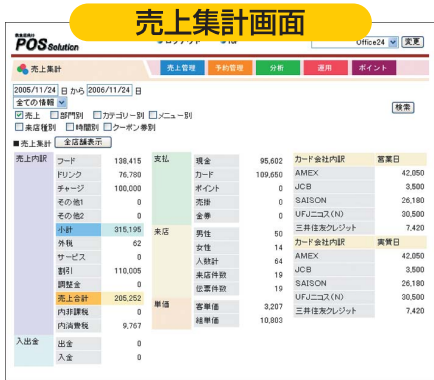 売上集計画面
POS Solution
Office24 変更
売上集計
売上管理 予約管理 分析 運用 ポイント
2005/11/24 日 から 2006/11/24 日
全ての情報
検索
売上 部門別 カテゴリー別 メニュー別
来店種別 時間別 クーポン券別
■売上集計 全店舗表示
売上内訳 フード 138,415 支払 現金 95,602 カード会社内訳 営業日
ドリンク 76,780 カード 109,650 AMEX 42,050
チャージ 100,000 ポイント 0 JCB 3,500
その他1 0 売掛 0 SAISON 26,180
その他2 0 金券 0 UFJニコス(N) 30,500
小計 315,195 来店 男性 50 三井住友クレジット 7,420
外税 62 女性 14 カード会社内訳 実質日
サービス 0 人数計 64 AMEX 42,050
割引 110,005 来店件数 19 JCB 3,500
調整金 0 伝票件数 19 SAISON 26,180
売上合計 205,252 単価 客単価 3,207 UFJニコス(N) 30,500
内非課税 0 組単価 10,803 三井住友クレジット 7,420
内消費税 9,767
入出金 出金 0
入金 0